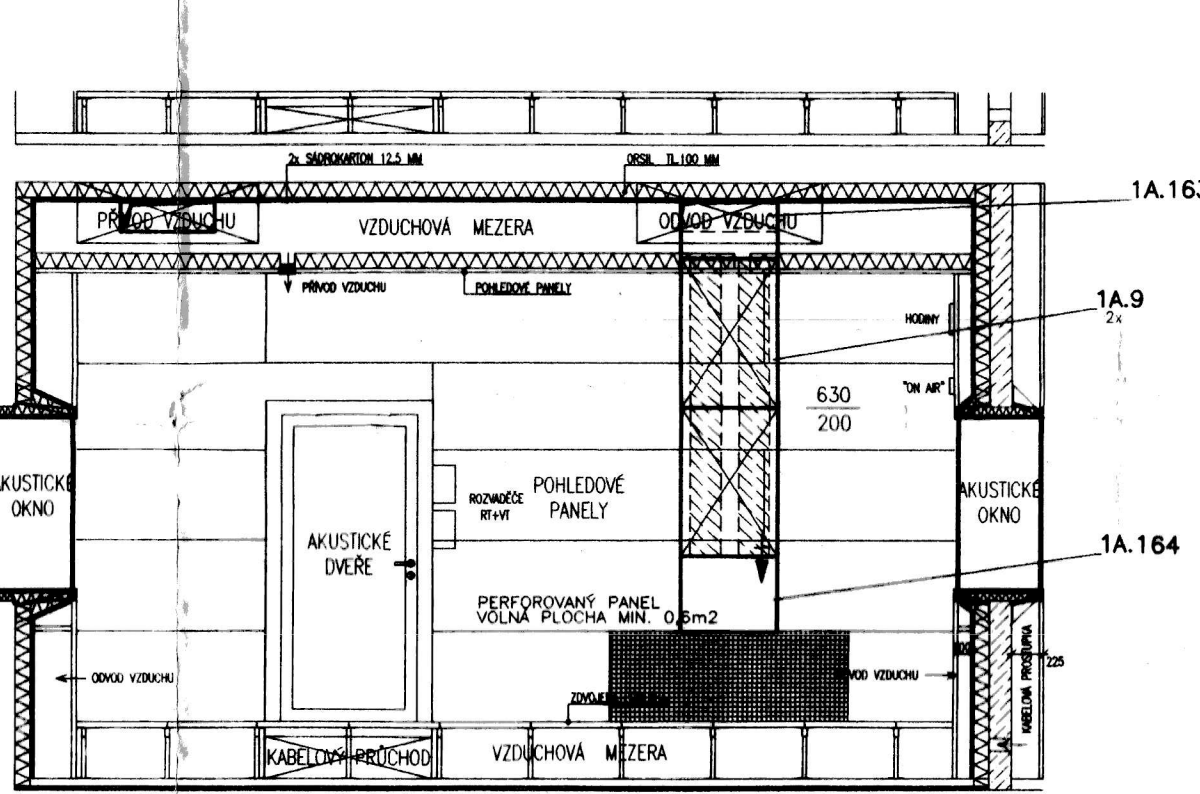 2x SÁDROKARTON 12.5 MM
ORSIL TL.100 MM
1A.163
PŘÍVOD VZDUCHU
VZDUCHOVÁ MEZERA
ODVOD VZDUCHU
PŘÍVOD VZDUCHU
POHLEDOVÉ PANELY
1A.9
2x
HODINY
"ON AIR"
630
200
AKUSTICKÉ
OKNO
ROZVADĚČE
RT+VT
POHLEDOVÉ
PANELY
AKUSTICKÉ
DVEŘE
AKUSTICKÉ
OKNO
1A.164
PERFOROVANÝ PANEL
VOLNÁ PLOCHA MIN. 0,6m2
ODVOD VZDUCHU
ODVOD VZDUCHU
KABELOVÁ PROSTUPKA
225
KABELOVÝ PRŮCHOD
VZDUCHOVÁ MEZERA